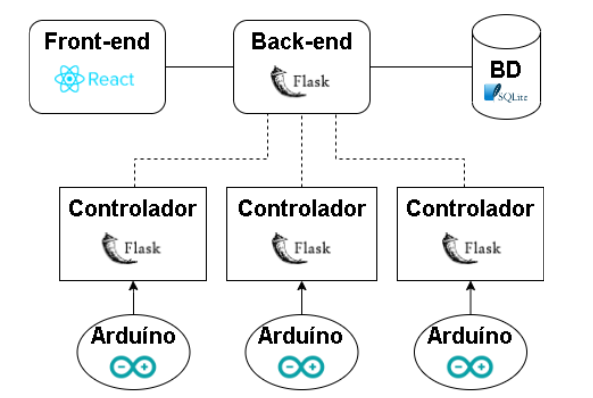 Front-end
React
Back-end
Flask
BD
SQLite
Controlador
Flask
Controlador
Flask
Controlador
Flask
Arduíno
Arduíno
Arduíno